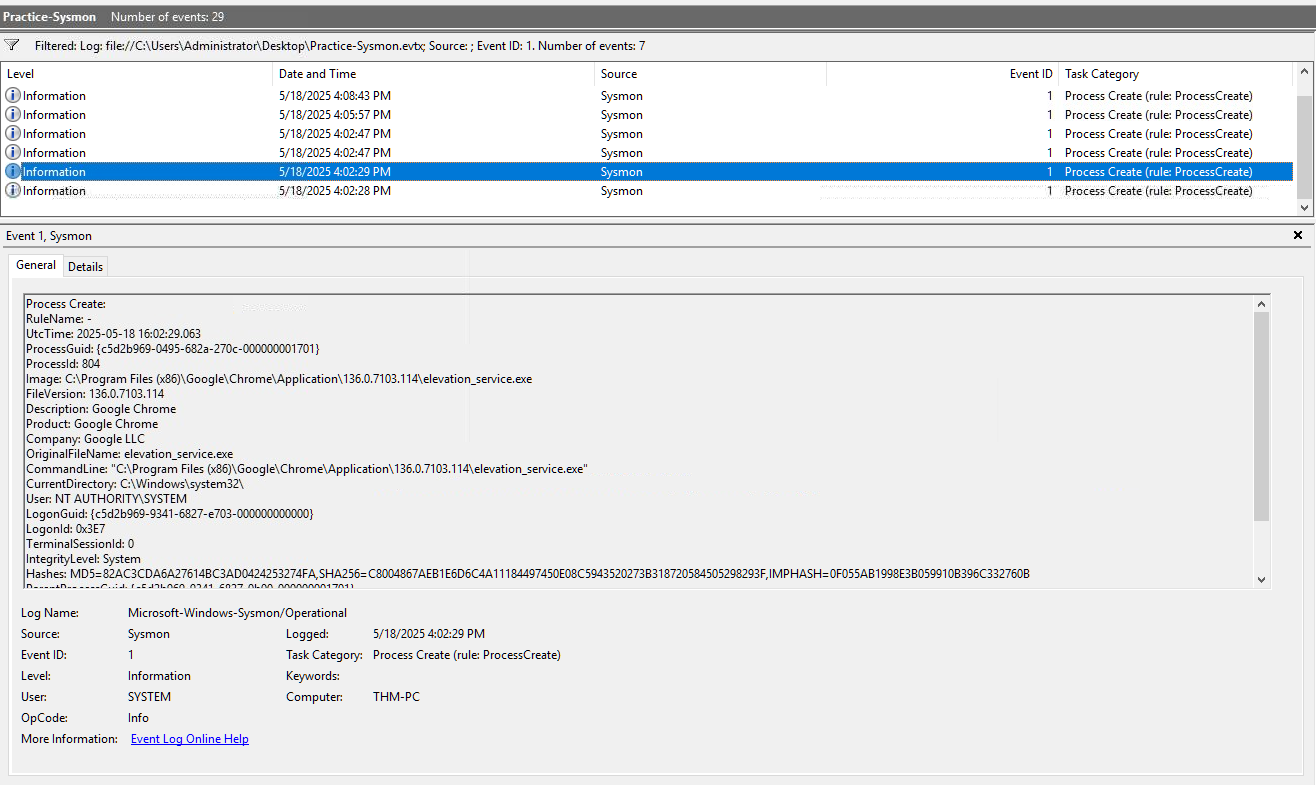 Practice-Sysmon Number of events: 29
Filtered: Log: file://C:\Users\Administrator\Desktop\Practice-Sysmon.evtx; Source: ; Event ID: 1. Number of events: 7
Level Date and Time Source Event ID Task Category
Information 5/18/2025 4:08:43 PM Sysmon 1 Process Create (rule: ProcessCreate)
Information 5/18/2025 4:05:57 PM Sysmon 1 Process Create (rule: ProcessCreate)
Information 5/18/2025 4:02:47 PM Sysmon 1 Process Create (rule: ProcessCreate)
Information 5/18/2025 4:02:47 PM Sysmon 1 Process Create (rule: ProcessCreate)
Information 5/18/2025 4:02:29 PM Sysmon 1 Process Create (rule: ProcessCreate)
Information 5/18/2025 4:02:28 PM Sysmon 1 Process Create (rule: ProcessCreate)
Event 1, Sysmon
General Details
Process Create:
RuleName: -
UtcTime: 2025-05-18 16:02:29.063
ProcessGuid: {c5d2b969-0495-682a-270c-000000001701}
ProcessId: 804
Image: C:\Program Files (x86)\Google\Chrome\Application\136.0.7103.114\elevation_service.exe
FileVersion: 136.0.7103.114
Description: Google Chrome
Product: Google Chrome
Company: Google LLC
OriginalFileName: elevation_service.exe
CommandLine: "C:\Program Files (x86)\Google\Chrome\Application\136.0.7103.114\elevation_service.exe"
CurrentDirectory: C:\Windows\system32\
User: NT AUTHORITY\SYSTEM
LogonGuid: {c5d2b969-9341-6827-e703-000000000000}
LogonId: 0x3E7
TerminalSessionId: 0
IntegrityLevel: System
Hashes: MD5=82AC3CDA6A27614BC3AD0424253274FA,SHA256=C8004867AEB1E6D6C4A11184497450E08C5943520273B318720584505298293F,IMPHASH=0F055AB1998E3B059910B396C332760B
ParentProcessGuid: {c5d2b969-9341-6827-0b00-000000001701}
Log Name: Microsoft-Windows-Sysmon/Operational
Source: Sysmon Logged: 5/18/2025 4:02:29 PM
Event ID: 1 Task Category: Process Create (rule: ProcessCreate)
Level: Information Keywords:
User: SYSTEM Computer: THM-PC
OpCode: Info
More Information: Event Log Online Help